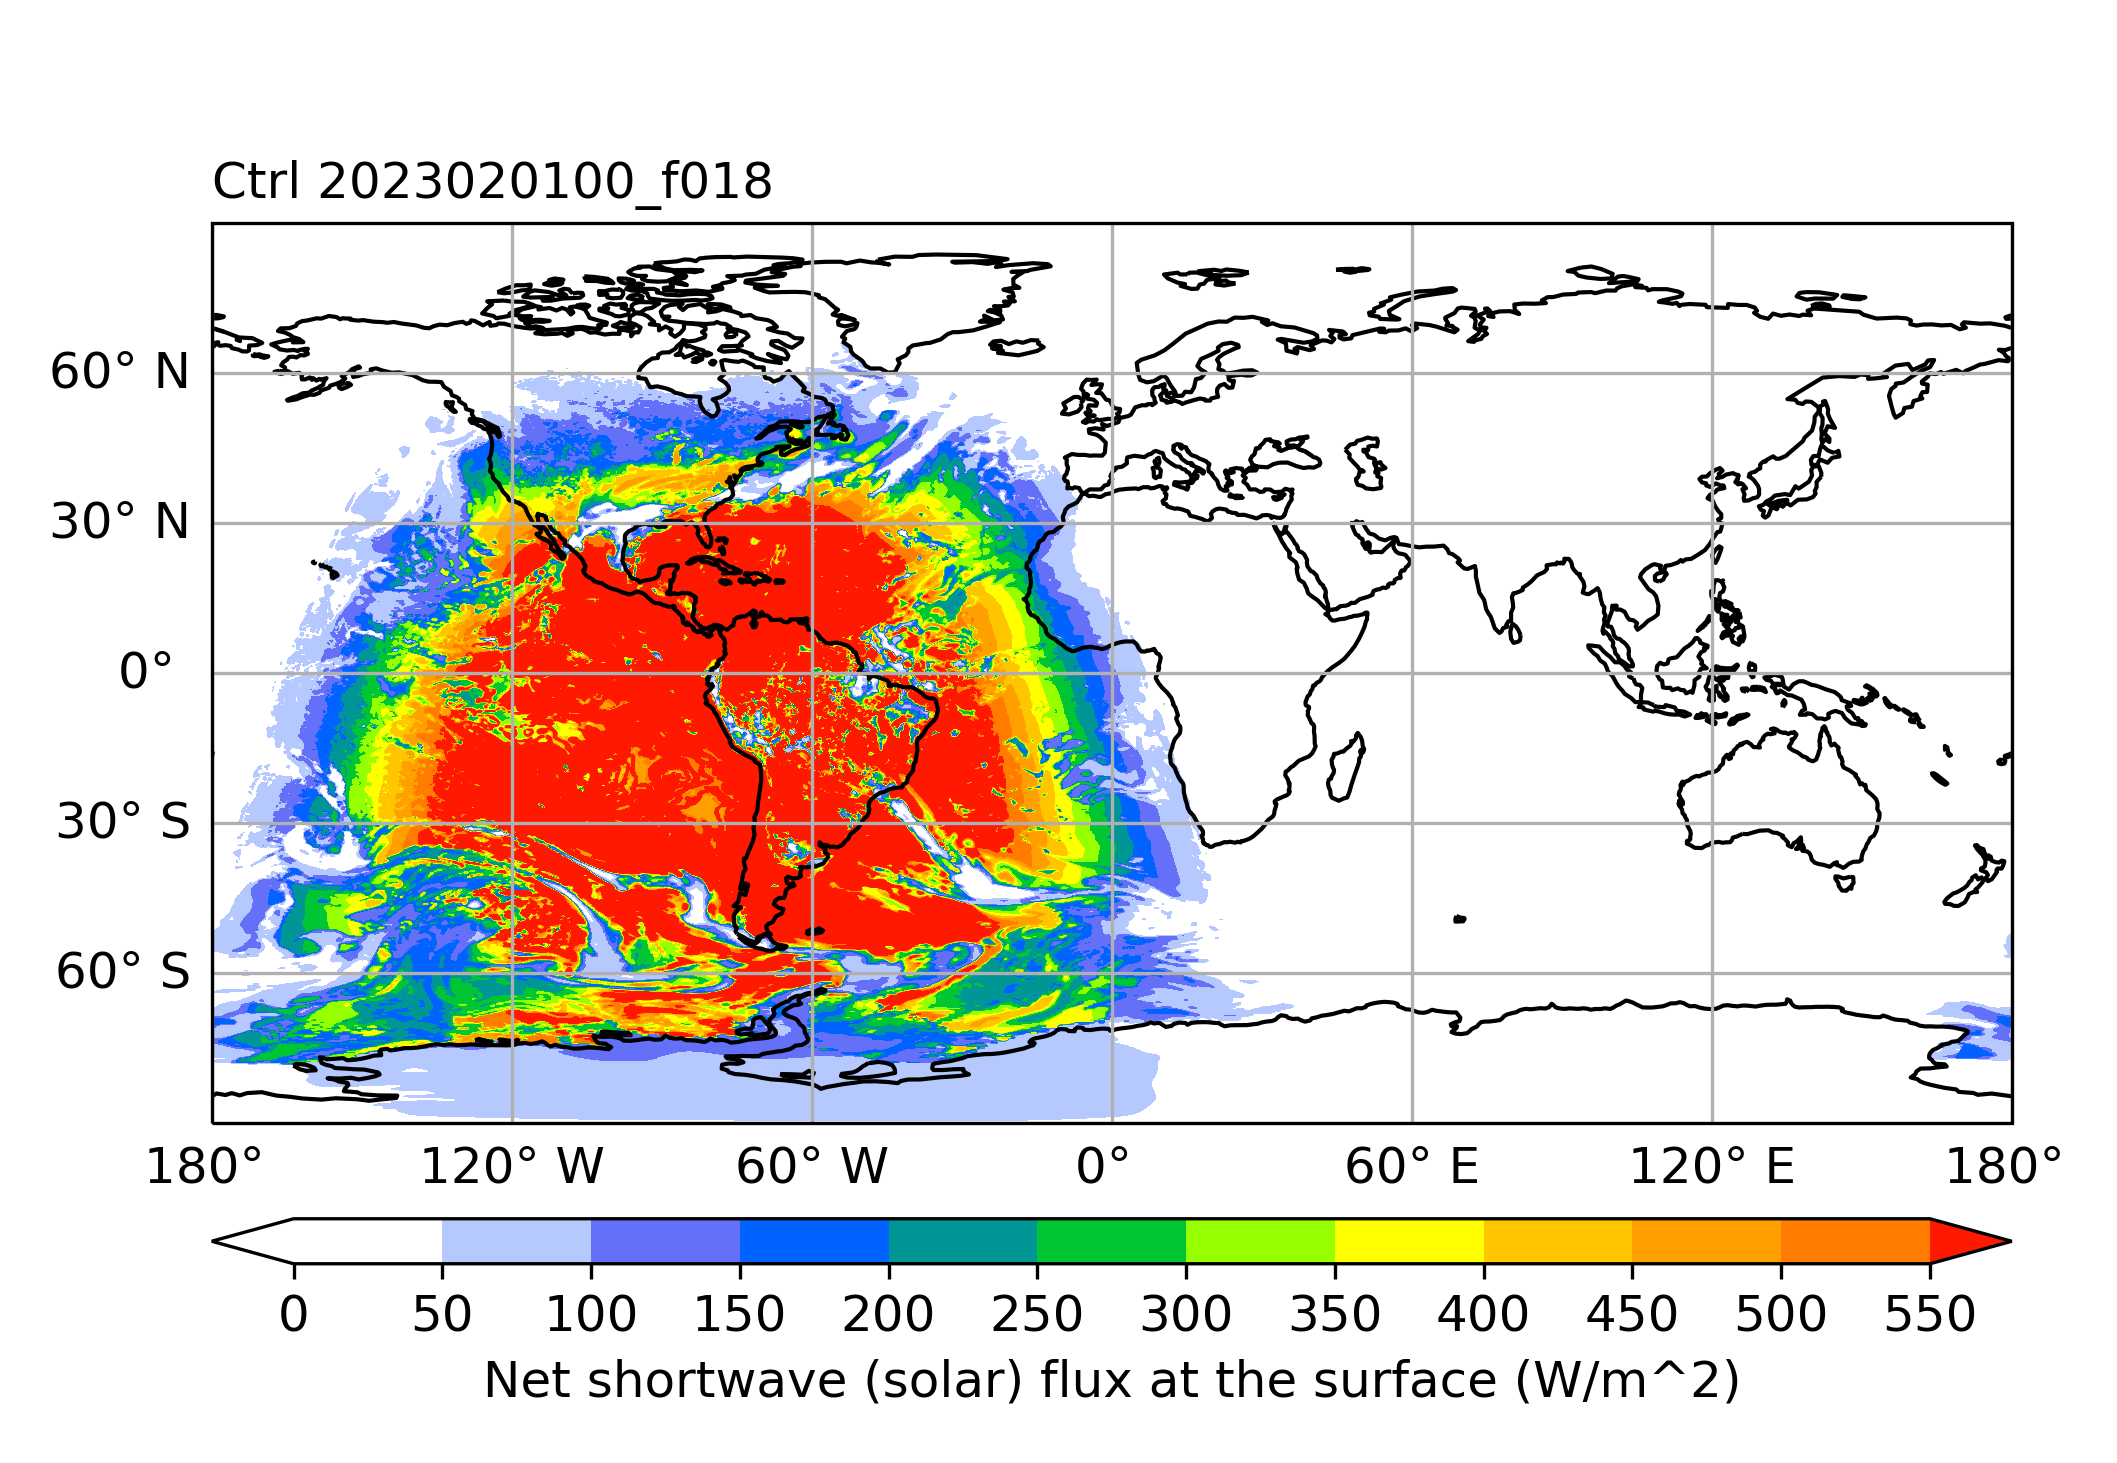 Ctrl 2023020100_f018
60° N
30° N
0°
30° S
60° S
180° 120° W 60° W 0° 60° E 120° E 180°
0 50 100 150 200 250 300 350 400 450 500 550
Net shortwave (solar) flux at the surface (W/m^2)